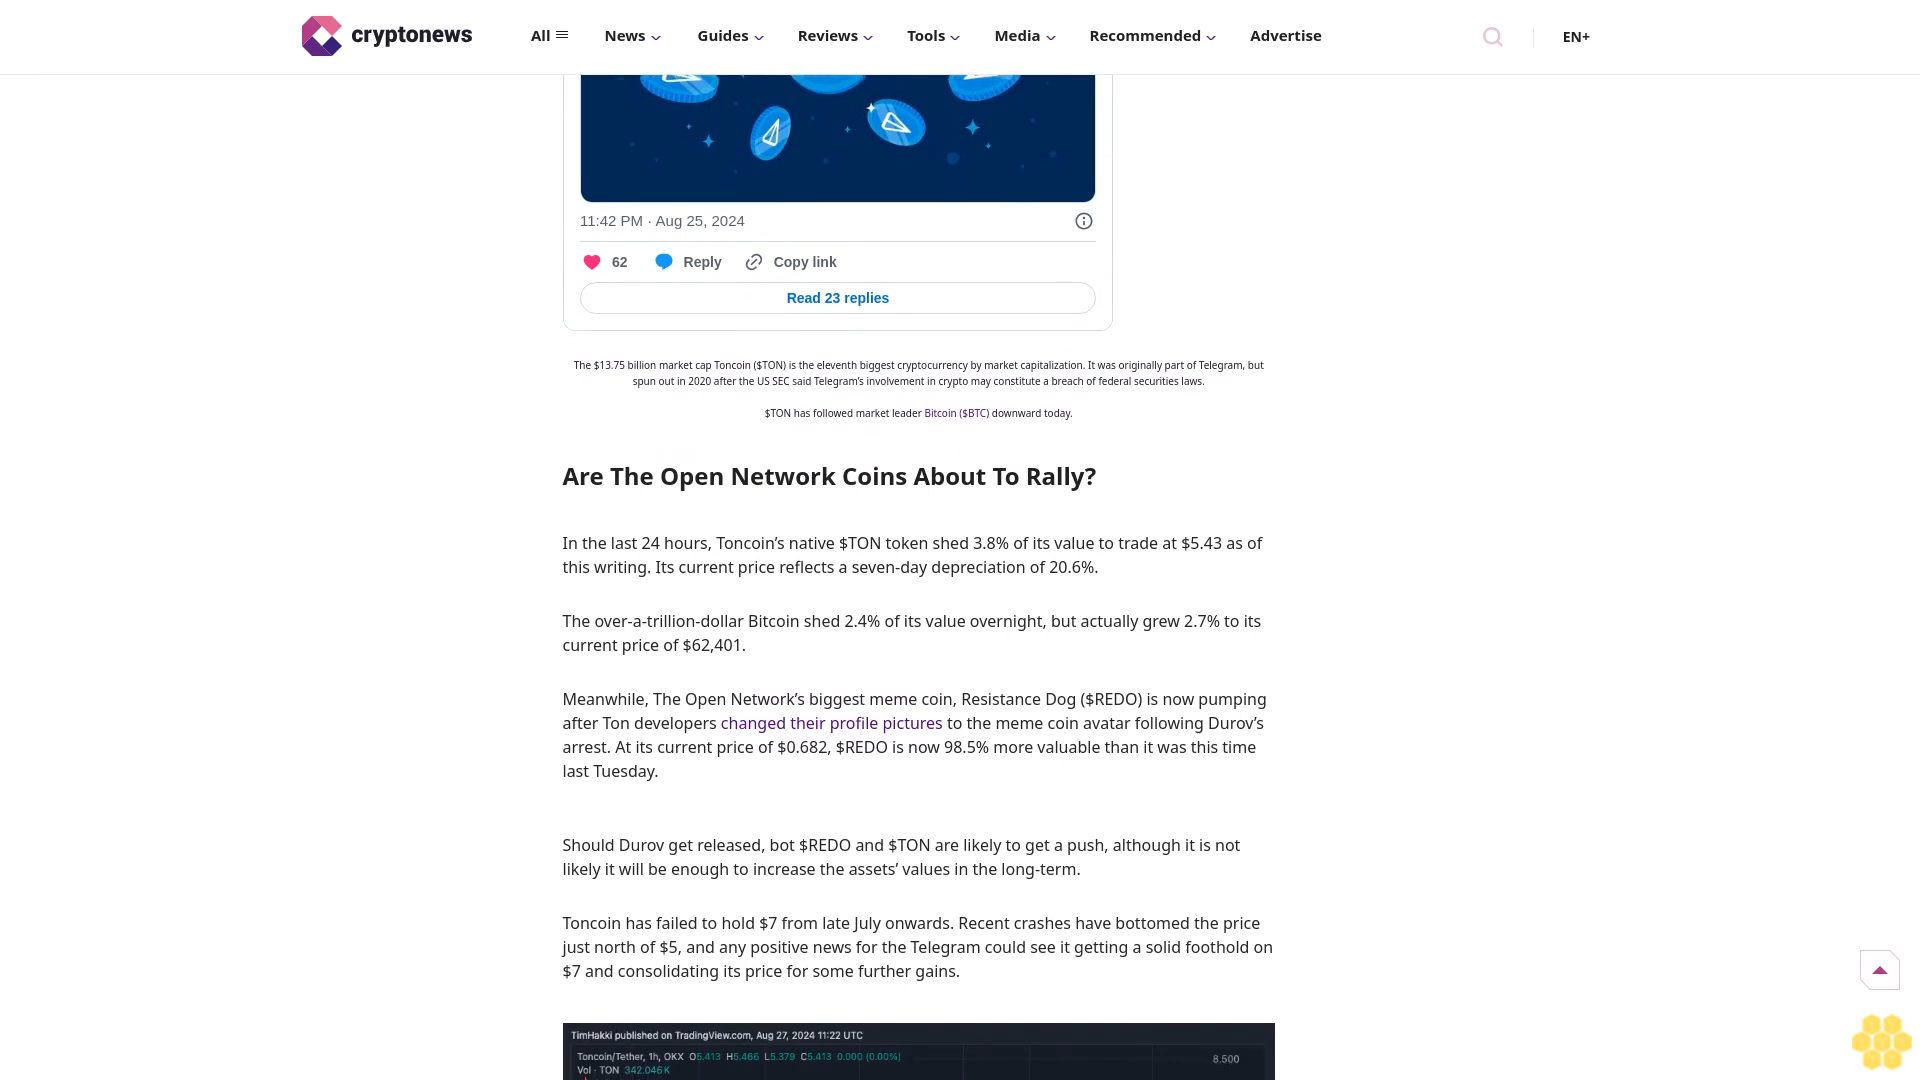 cryptonews
All
News
Guides
Reviews
Tools
Media
Recommended
Advertise
EN+
11:42 PM · Aug 25, 2024
62
Reply
Copy link
Read 23 replies
The $13.75 billion market cap Toncoin ($TON) is the eleventh biggest cryptocurrency by market capitalization. It was originally part of Telegram, but
spun out in 2020 after the US SEC said Telegram’s involvement in crypto may constitute a breach of federal securities laws.
$TON has followed market leader Bitcoin ($BTC) downward today.
Are The Open Network Coins About To Rally?
In the last 24 hours, Toncoin’s native $TON token shed 3.8% of its value to trade at $5.43 as of
this writing. Its current price reflects a seven-day depreciation of 20.6%.
The over-a-trillion-dollar Bitcoin shed 2.4% of its value overnight, but actually grew 2.7% to its
current price of $62,401.
Meanwhile, The Open Network’s biggest meme coin, Resistance Dog ($REDO) is now pumping
after Ton developers changed their profile pictures to the meme coin avatar following Durov’s
arrest. At its current price of $0.682, $REDO is now 98.5% more valuable than it was this time
last Tuesday.
Should Durov get released, bot $REDO and $TON are likely to get a push, although it is not
likely it will be enough to increase the assets’ values in the long-term.
Toncoin has failed to hold $7 from late July onwards. Recent crashes have bottomed the price
just north of $5, and any positive news for the Telegram could see it getting a solid foothold on
$7 and consolidating its price for some further gains.
TimHakki published on TradingView.com, Aug 27, 2024 11:22 UTC
Toncoin/Tether, 1h, OKX O5.413 H5.466 L5.379 C5.413 0.000 (0.00%)
8.500
Vol · TON 342.046K